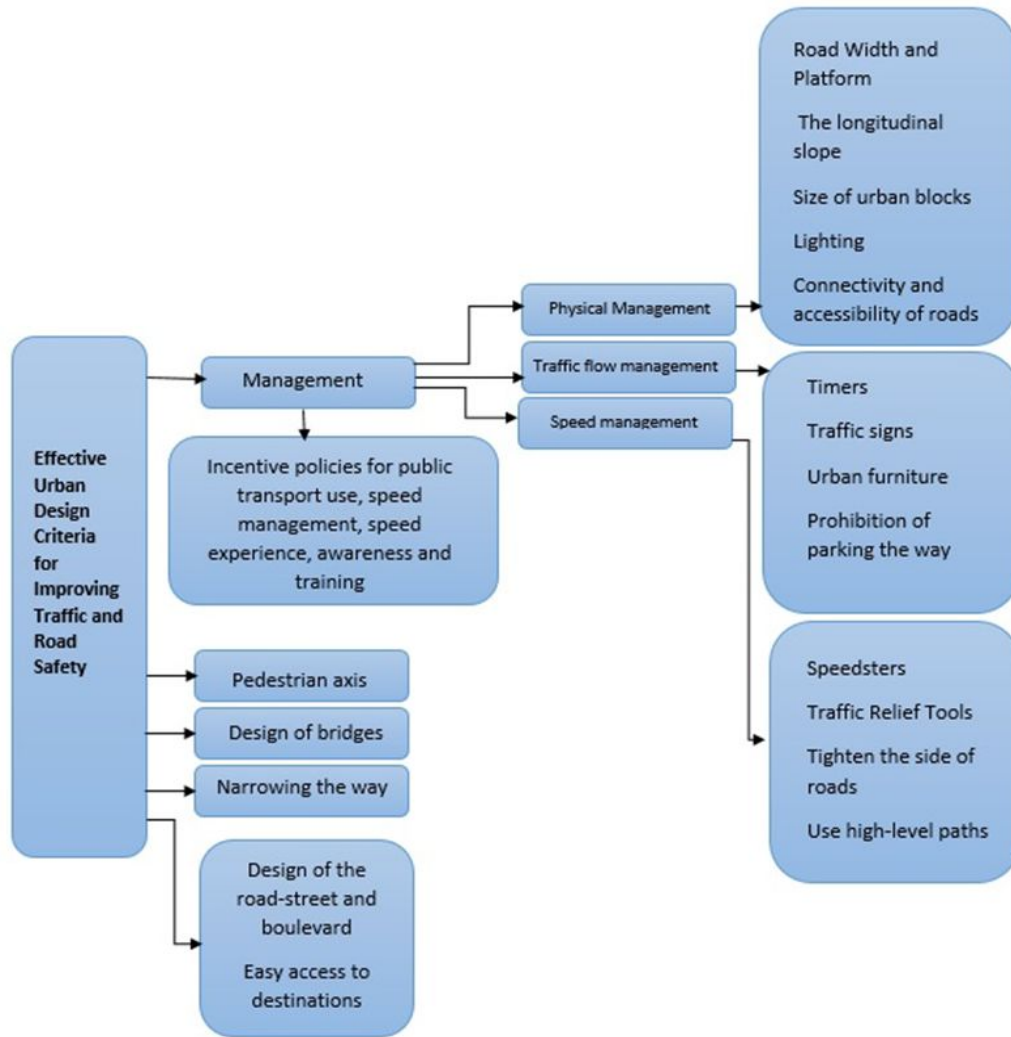 Effective
Urban
Design
Criteria
for
Improving
Traffic and
Road
Safety
Management
Incentive policies for public
transport use, speed
management, speed
experience, awareness and
training
Pedestrian axis
Design of bridges
Narrowing the way
Design of the
road-street and
boulevard
Easy access to
destinations
Physical Management
Traffic flow management
Speed management
Road Width and
Platform
The longitudinal
slope
Size of urban blocks
Lighting
Connectivity and
accessibility of roads
Timers
Traffic signs
Urban furniture
Prohibition of
parking the way
Speedsters
Traffic Relief Tools
Tighten the side of
roads
Use high-level paths